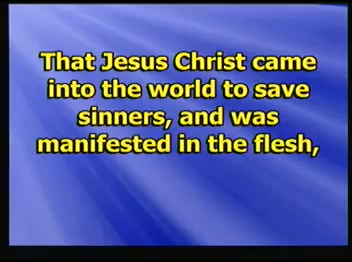 That Jesus Christ came
into the world to save
sinners, and was
manifested in the flesh,